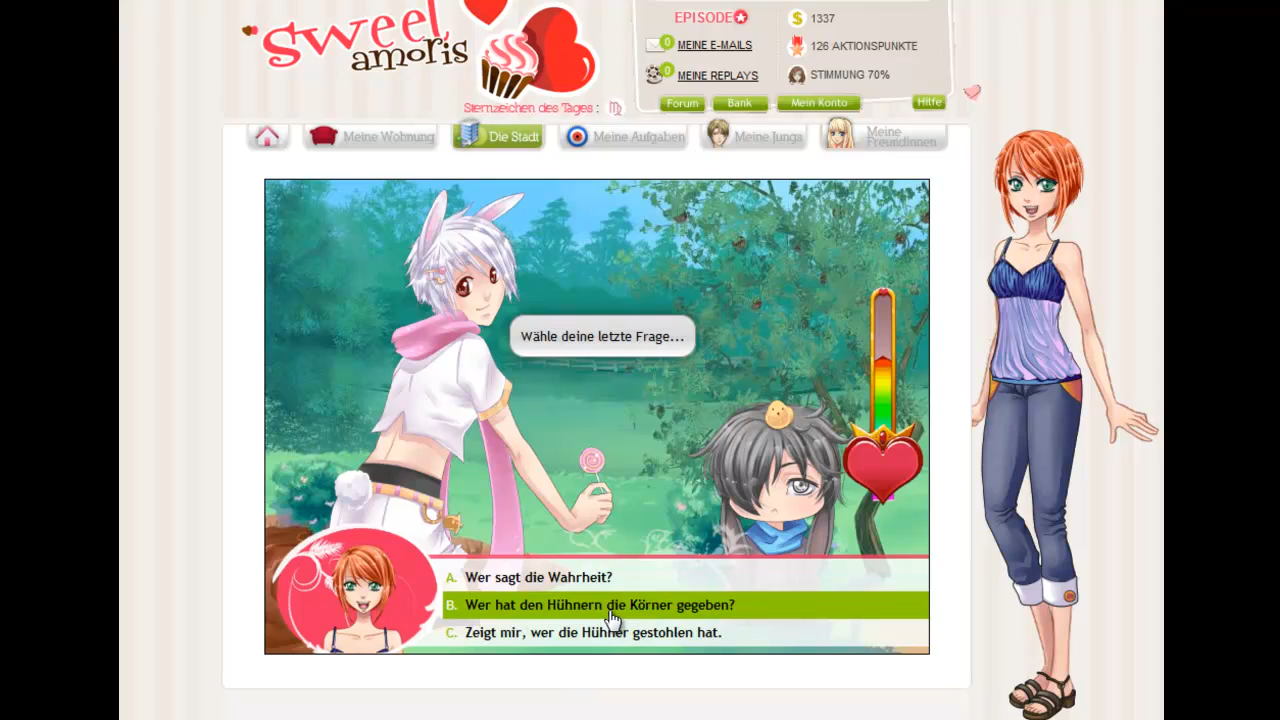 sweet
amoris
EPISODE
$ 1337
0 MEINE E-MAILS
126 AKTIONSPUNKTE
0 MEINE REPLAYS
STIMMUNG 70%
Sternzeichen des Tages : ♍
Forum
Bank
Mein Konto
Hilfe
Meine Wohnung
Die Stadt
Meine Aufgaben
Meine Jungs
Meine
Freundinnen
Wähle deine letzte Frage...
A. Wer sagt die Wahrheit?
B. Wer hat den Hühnern die Körner gegeben?
C. Zeigt mir, wer die Hühner gestohlen hat.